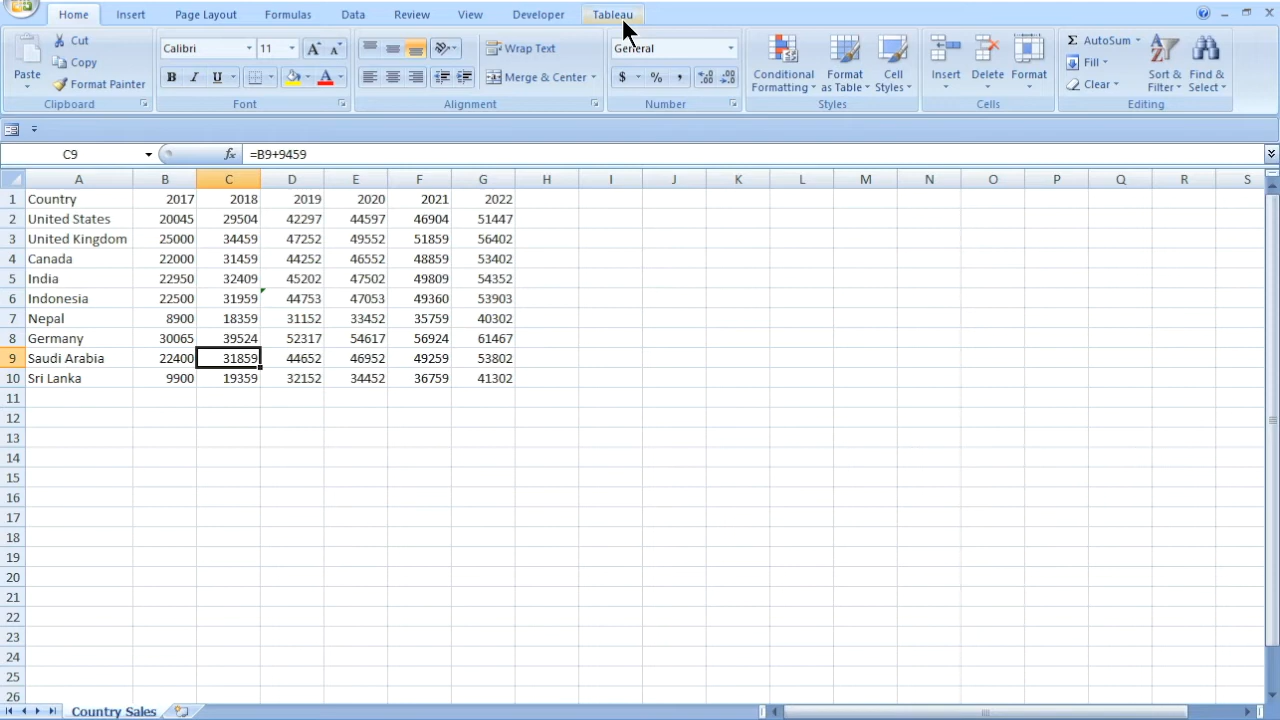 Home Insert Page Layout Formulas Data Review View Developer Tableau
Cut
Copy
Format Painter
Paste
Clipboard
Calibri 11
B I U A
Font
Wrap Text
Merge & Center
Alignment
General
$ % ,
Number
Conditional Formatting
Format as Table
Cell Styles
Styles
Insert Delete Format
Cells
Σ AutoSum
Fill
Clear
Sort & Filter
Find & Select
Editing
C9 fx =B9+9459
A B C D E F G H I J K L M N O P Q R S
1 Country 2017 2018 2019 2020 2021 2022
2 United States 20045 29504 42297 44597 46904 51447
3 United Kingdom 25000 34459 47252 49552 51859 56402
4 Canada 22000 31459 44252 46552 48859 53402
5 India 22950 32409 45202 47502 49809 54352
6 Indonesia 22500 31959 44753 47053 49360 53903
7 Nepal 8900 18359 31152 33452 35759 40302
8 Germany 30065 39524 52317 54617 56924 61467
9 Saudi Arabia 22400 31859 44652 46952 49259 53802
10 Sri Lanka 9900 19359 32152 34452 36759 41302
11
12
13
14
15
16
17
18
19
20
21
22
23
24
25
26
Country Sales